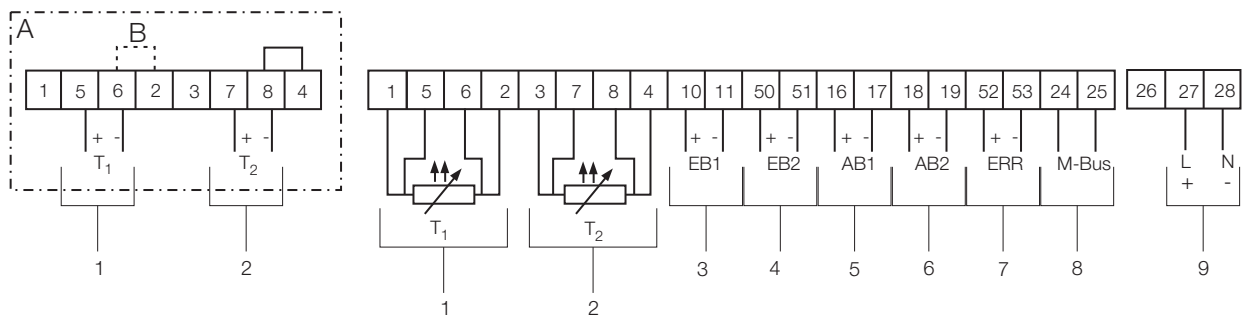 A
B
1 5 6 2 3 7 8 4
+ - + -
T₁ T₂
1 2
1 5 6 2 3 7 8 4 10 11 50 51 16 17 18 19 52 53 24 25 26 27 28
+ - + - + - + - + -
EB1 EB2 AB1 AB2 ERR M-Bus L N
+ -
T₁ T₂
3 4 5 6 7 8 9
1 2